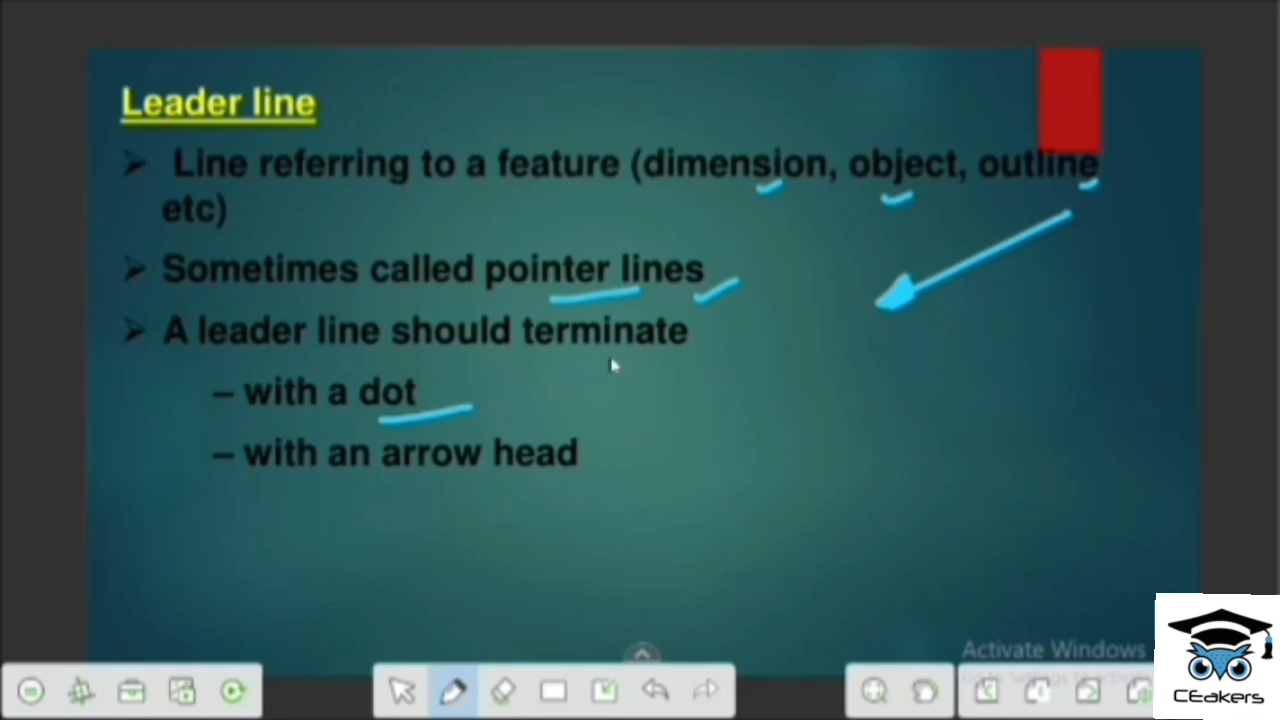 Leader line
➢ Line referring to a feature (dimension, object, outline
etc)
➢ Sometimes called pointer lines
➢ A leader line should terminate
– with a dot
– with an arrow head
Activate Windows
CEakers